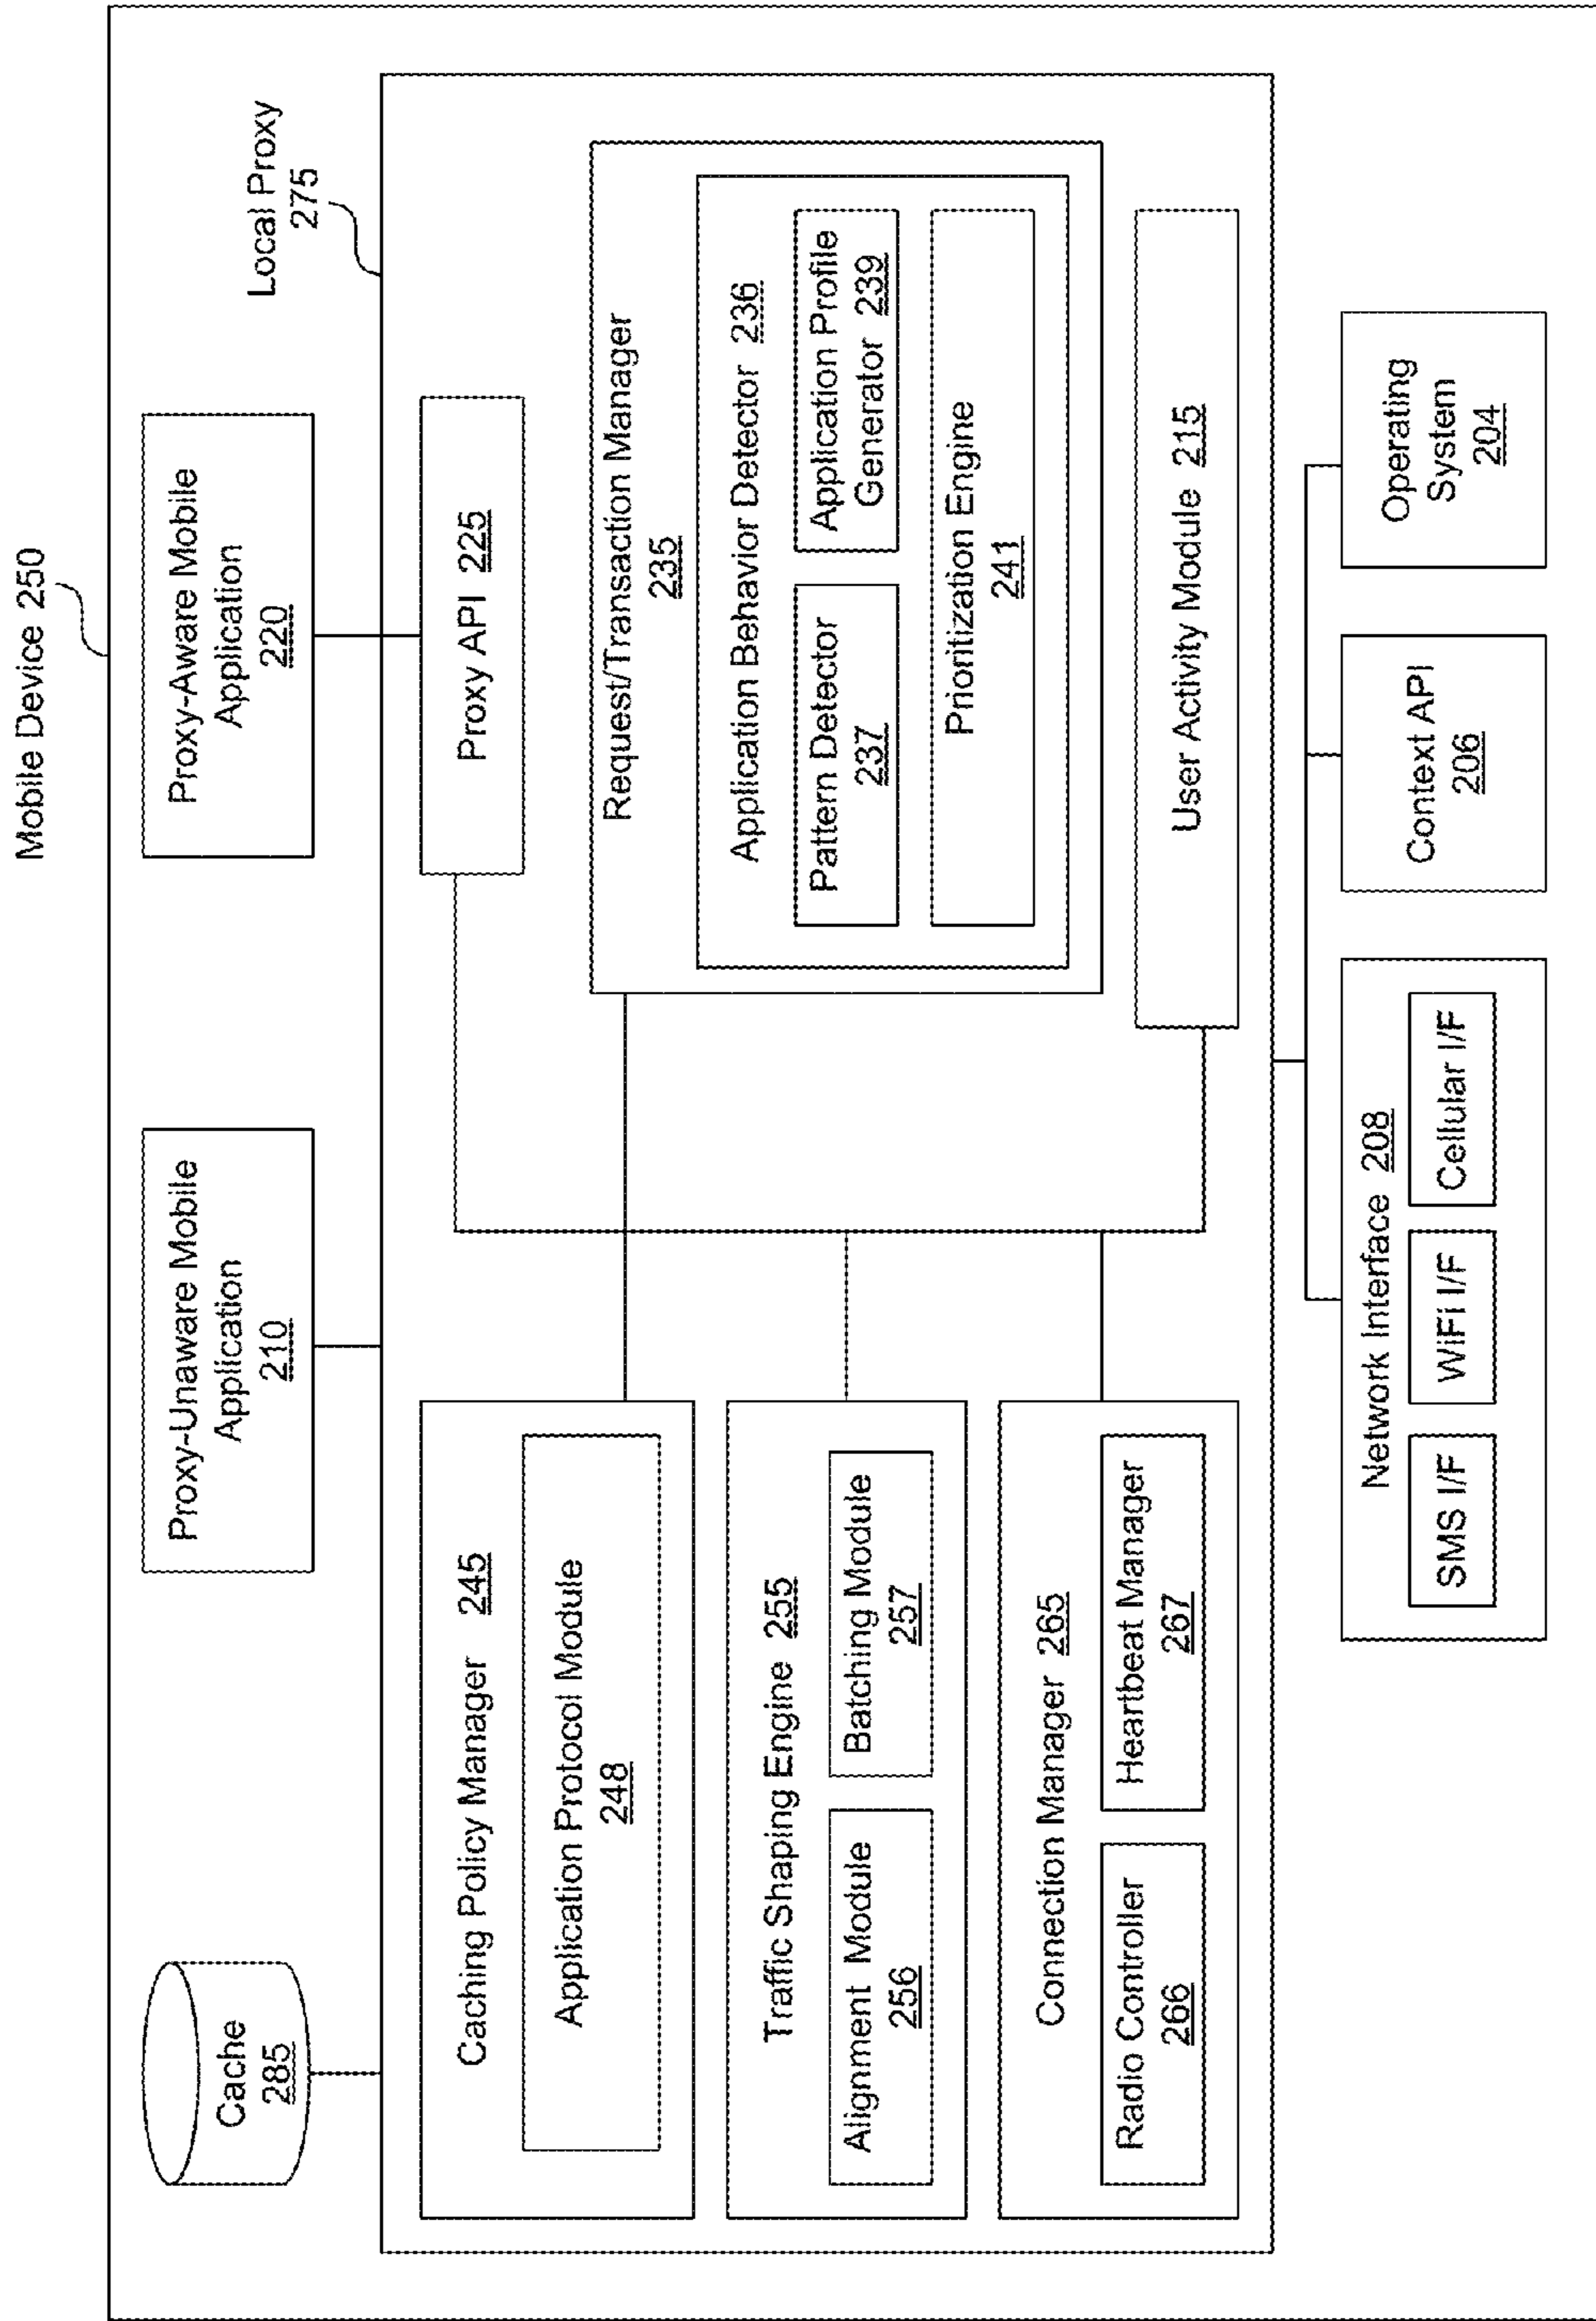 Mobile Device 250
Cache
285
Proxy-Unaware Mobile
Application
210
Proxy-Aware Mobile
Application
220
Local Proxy
275
Caching Policy Manager 245
Application Protocol Module
248
Traffic Shaping Engine 255
Alignment Module
256
Batching Module
257
Connection Manager 265
Radio Controller
266
Heartbeat Manager
267
Proxy API 225
Request/Transaction Manager
235
Application Behavior Detector 236
Pattern Detector
237
Application Profile
Generator 239
Prioritization Engine
241
User Activity Module 215
Network Interface 208
SMS I/F
WiFi I/F
Cellular I/F
Context API
206
Operating
System
204